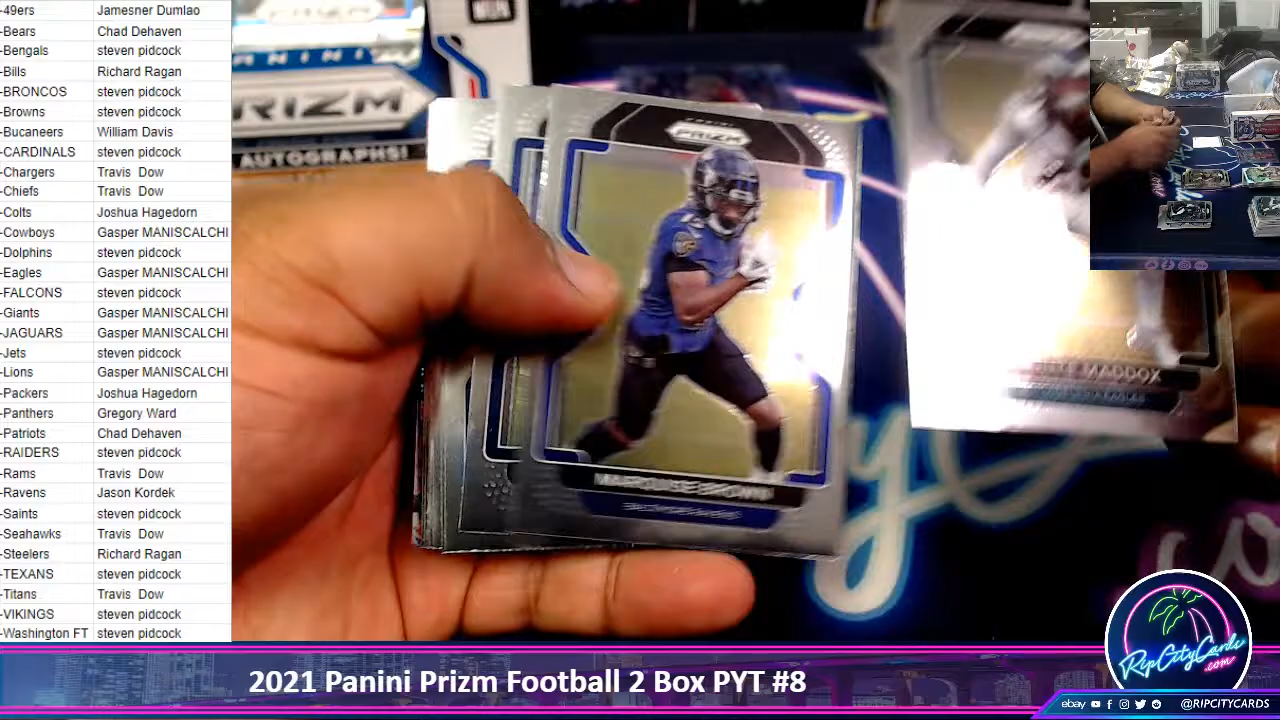 -49ers Jamesner Dumlao
-Bears Chad Dehaven
-Bengals steven pidcock
-Bills Richard Ragan
-BRONCOS steven pidcock
-Browns steven pidcock
-Bucaneers William Davis
-CARDINALS steven pidcock
-Chargers Travis Dow
-Chiefs Travis Dow
-Colts Joshua Hagedorn
-Cowboys Gasper MANISCALCHI
-Dolphins steven pidcock
-Eagles Gasper MANISCALCHI
-FALCONS steven pidcock
-Giants Gasper MANISCALCHI
-JAGUARS Gasper MANISCALCHI
-Jets steven pidcock
-Lions Gasper MANISCALCHI
-Packers Joshua Hagedorn
-Panthers Gregory Ward
-Patriots Chad Dehaven
-RAIDERS steven pidcock
-Rams Travis Dow
-Ravens Jason Kordek
-Saints steven pidcock
-Seahawks Travis Dow
-Steelers Richard Ragan
-TEXANS steven pidcock
-Titans Travis Dow
-VIKINGS steven pidcock
-Washington FT steven pidcock
PRIZM
AUTOGRAPHS!
PRIZM
MARQUISE BROWN
MADDOX
RipCityCards
.com
2021 Panini Prizm Football 2 Box PYT #8
ebay @RIPCITYCARDS